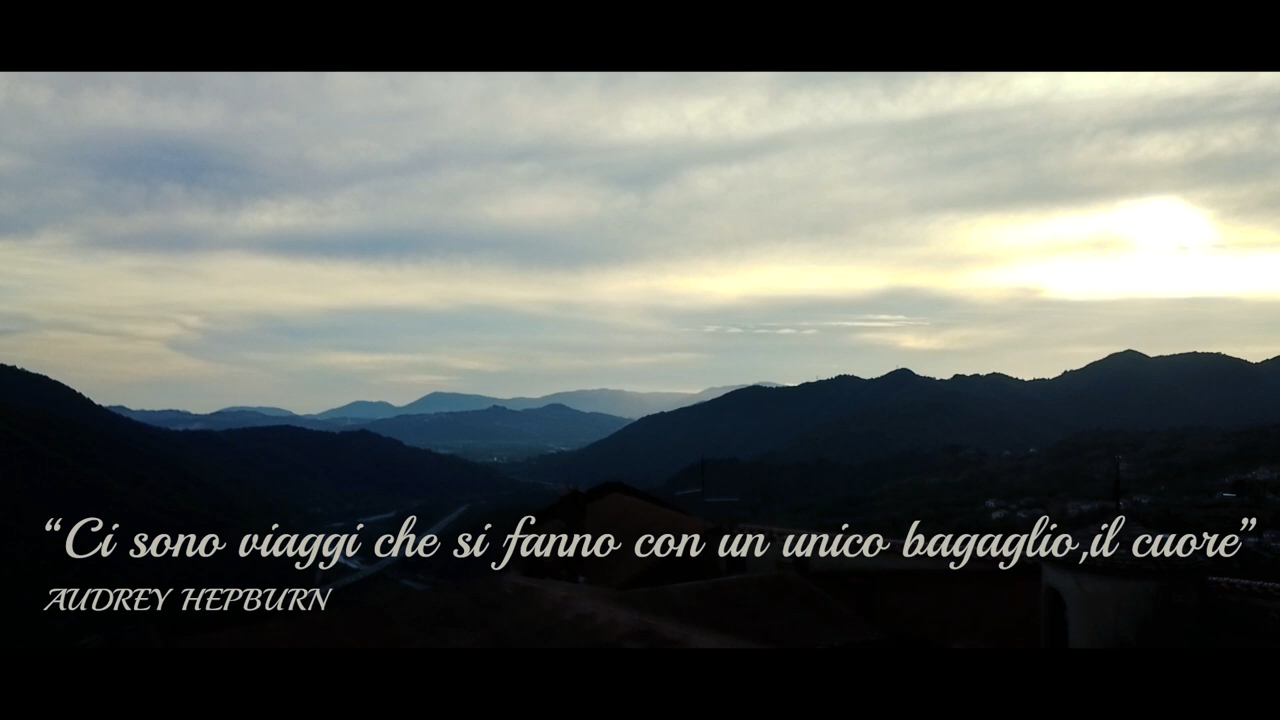 “Ci sono viaggi che si fanno con un unico bagaglio,il cuore”
AUDREY HEPBURN